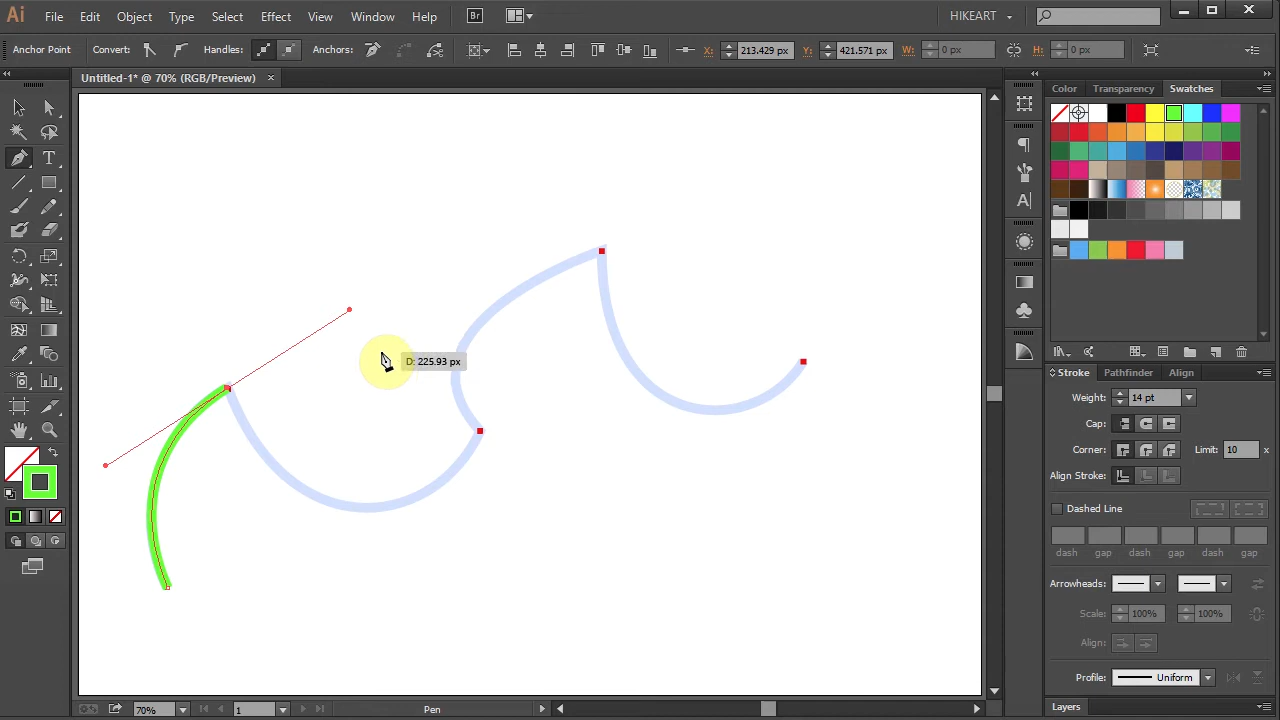 Ai File Edit Object Type Select Effect View Window Help Br HIKEART
Anchor Point Convert: Handles: Anchors: X: 213.429 px Y: 421.571 px W: 0 px H: 0 px
Untitled-1* @ 70% (RGB/Preview) ×
Color Transparency Swatches
D: 225.93 px
Stroke Pathfinder Align
Weight: 14 pt
Cap:
Corner: Limit: 10 x
Align Stroke:
Dashed Line
dash gap dash gap dash gap
Arrowheads:
Scale: 100% 100%
Align:
Profile: Uniform
Layers
70% 1 Pen